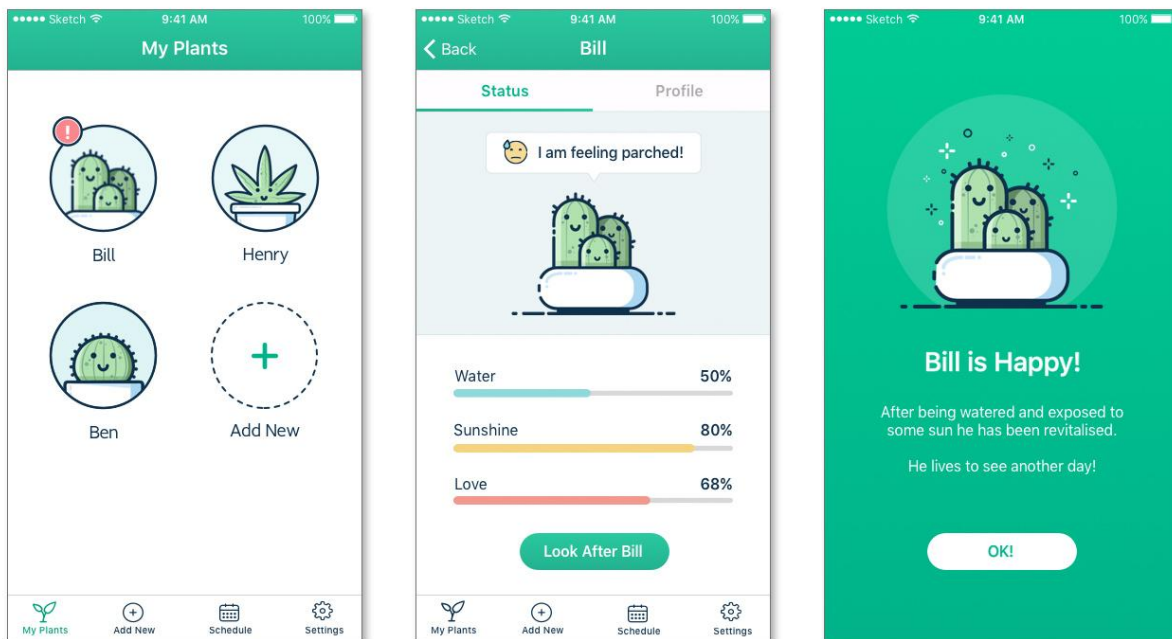 ●●●●● Sketch 9:41 AM 100%
My Plants
!
Bill
Henry
Ben
+
Add New
My Plants
Add New
Schedule
Settings
●●●●● Sketch 9:41 AM 100%
Back
Bill
Status
Profile
I am feeling parched!
Water 50%
Sunshine 80%
Love 68%
Look After Bill
My Plants
Add New
Schedule
Settings
●●●●● Sketch 9:41 AM 100%
Bill is Happy!
After being watered and exposed to
some sun he has been revitalised.
He lives to see another day!
OK!